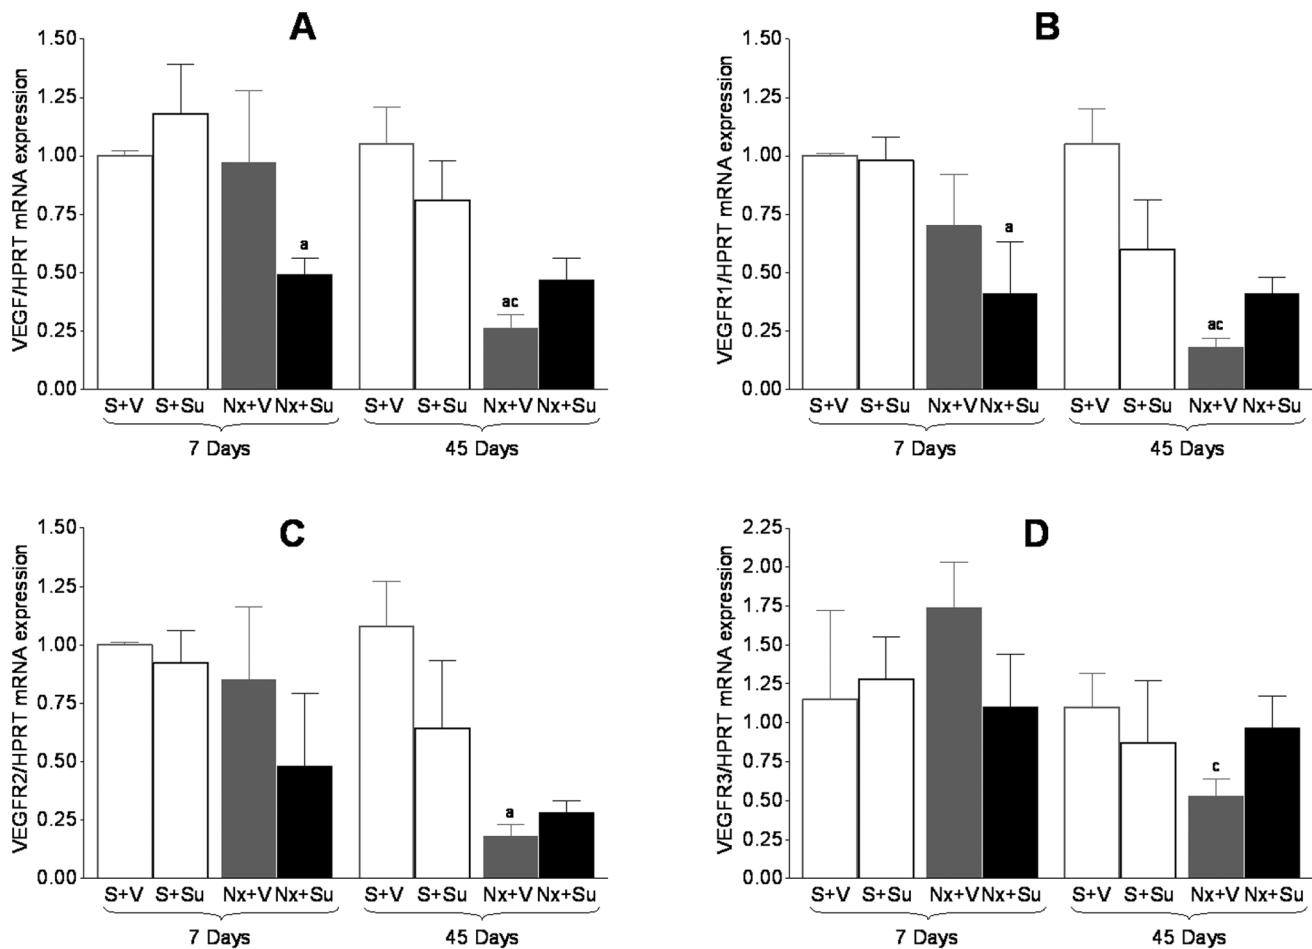 A
VEGF/HPRT mRNA expression
1.50
1.25
1.00
0.75
0.50
0.25
0.00
a
ac
S+V S+Su Nx+V Nx+Su S+V S+Su Nx+V Nx+Su
7 Days 45 Days
B
VEGFR1/HPRT mRNA expression
1.50
1.25
1.00
0.75
0.50
0.25
0.00
a
ac
S+V S+Su Nx+V Nx+Su S+V S+Su Nx+V Nx+Su
7 Days 45 Days
C
VEGFR2/HPRT mRNA expression
1.50
1.25
1.00
0.75
0.50
0.25
0.00
a
S+V S+Su Nx+V Nx+Su S+V S+Su Nx+V Nx+Su
7 Days 45 Days
D
VEGFR3/HPRT mRNA expression
2.25
2.00
1.75
1.50
1.25
1.00
0.75
0.50
0.25
0.00
c
S+V S+Su Nx+V Nx+Su S+V S+Su Nx+V Nx+Su
7 Days 45 Days